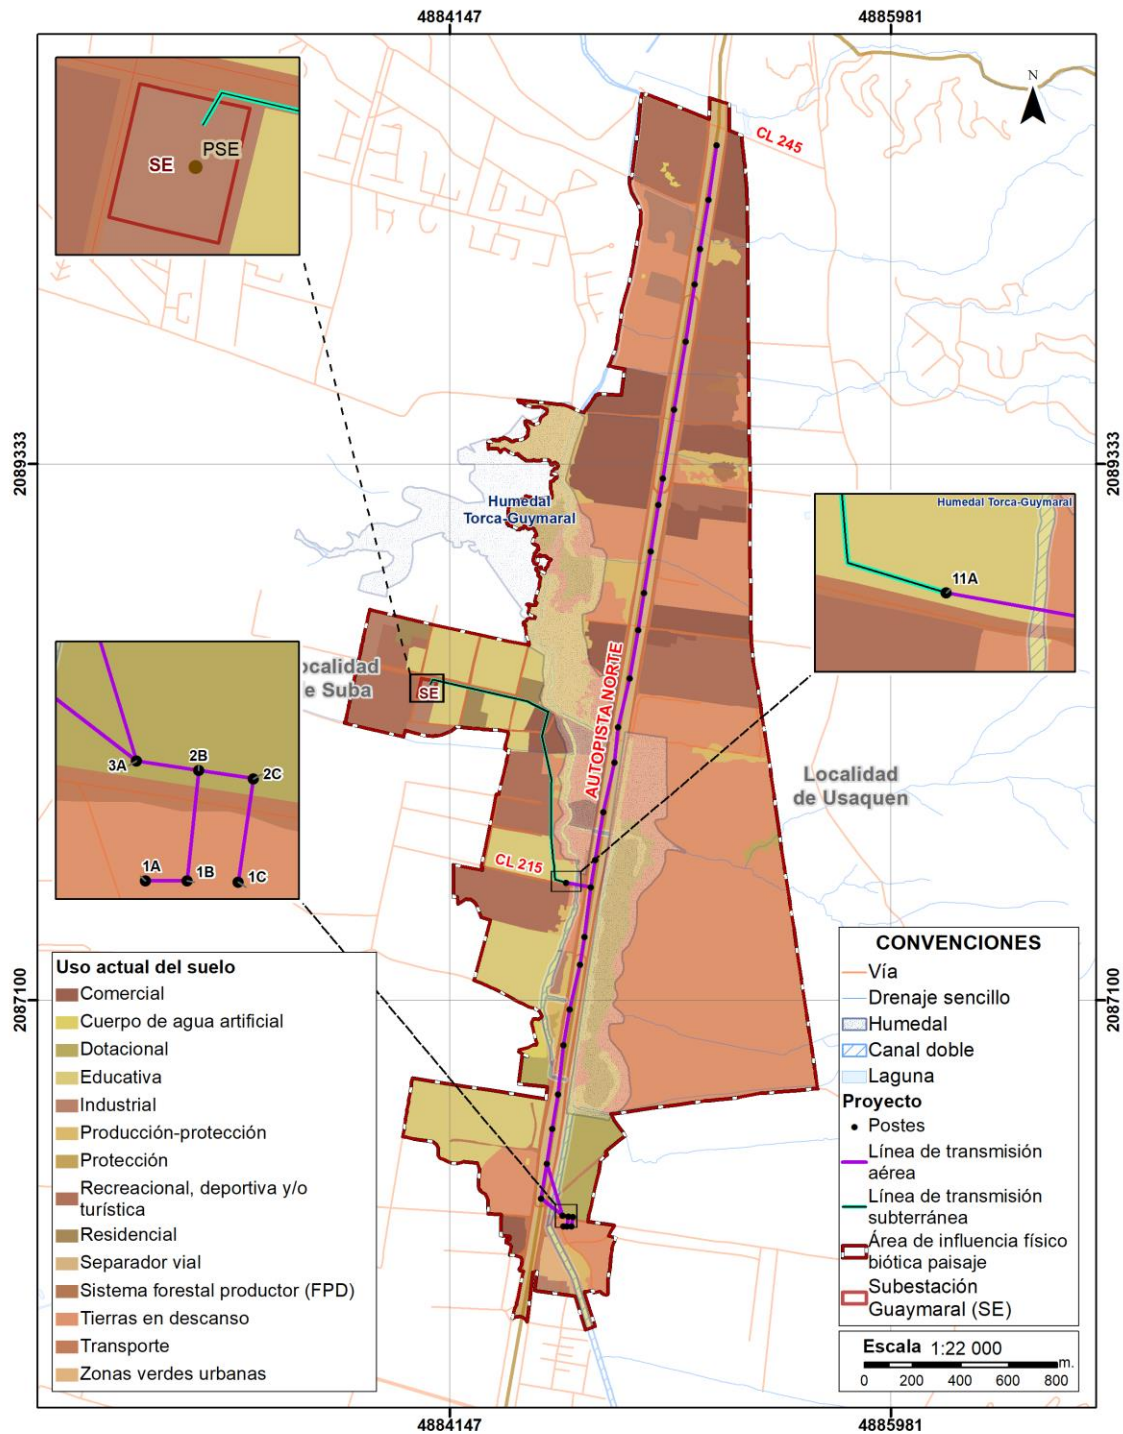 4884147
4885981
N
CL 245
PSE
SE
2089333
2089333
Humedal
Torca-Guymaral
Humedal Torca-Guymaral
11A
AUTOPISTA NORTE
ocalidad
e Suba
SE
3A
2B
2C
1A
1B
1C
Localidad
de Usaquen
CL 215
2087100
2087100
Uso actual del suelo
Comercial
Cuerpo de agua artificial
Dotacional
Educativa
Industrial
Producción-protección
Protección
Recreacional, deportiva y/o
turística
Residencial
Separador vial
Sistema forestal productor (FPD)
Tierras en descanso
Transporte
Zonas verdes urbanas
CONVENCIONES
Vía
Drenaje sencillo
Humedal
Canal doble
Laguna
Proyecto
Postes
Línea de transmisión
aérea
Línea de transmisión
subterránea
Área de influencia físico
biótica paisaje
Subestación
Guaymaral (SE)
Escala 1:22 000
m.
0 200 400 600 800
4884147
4885981